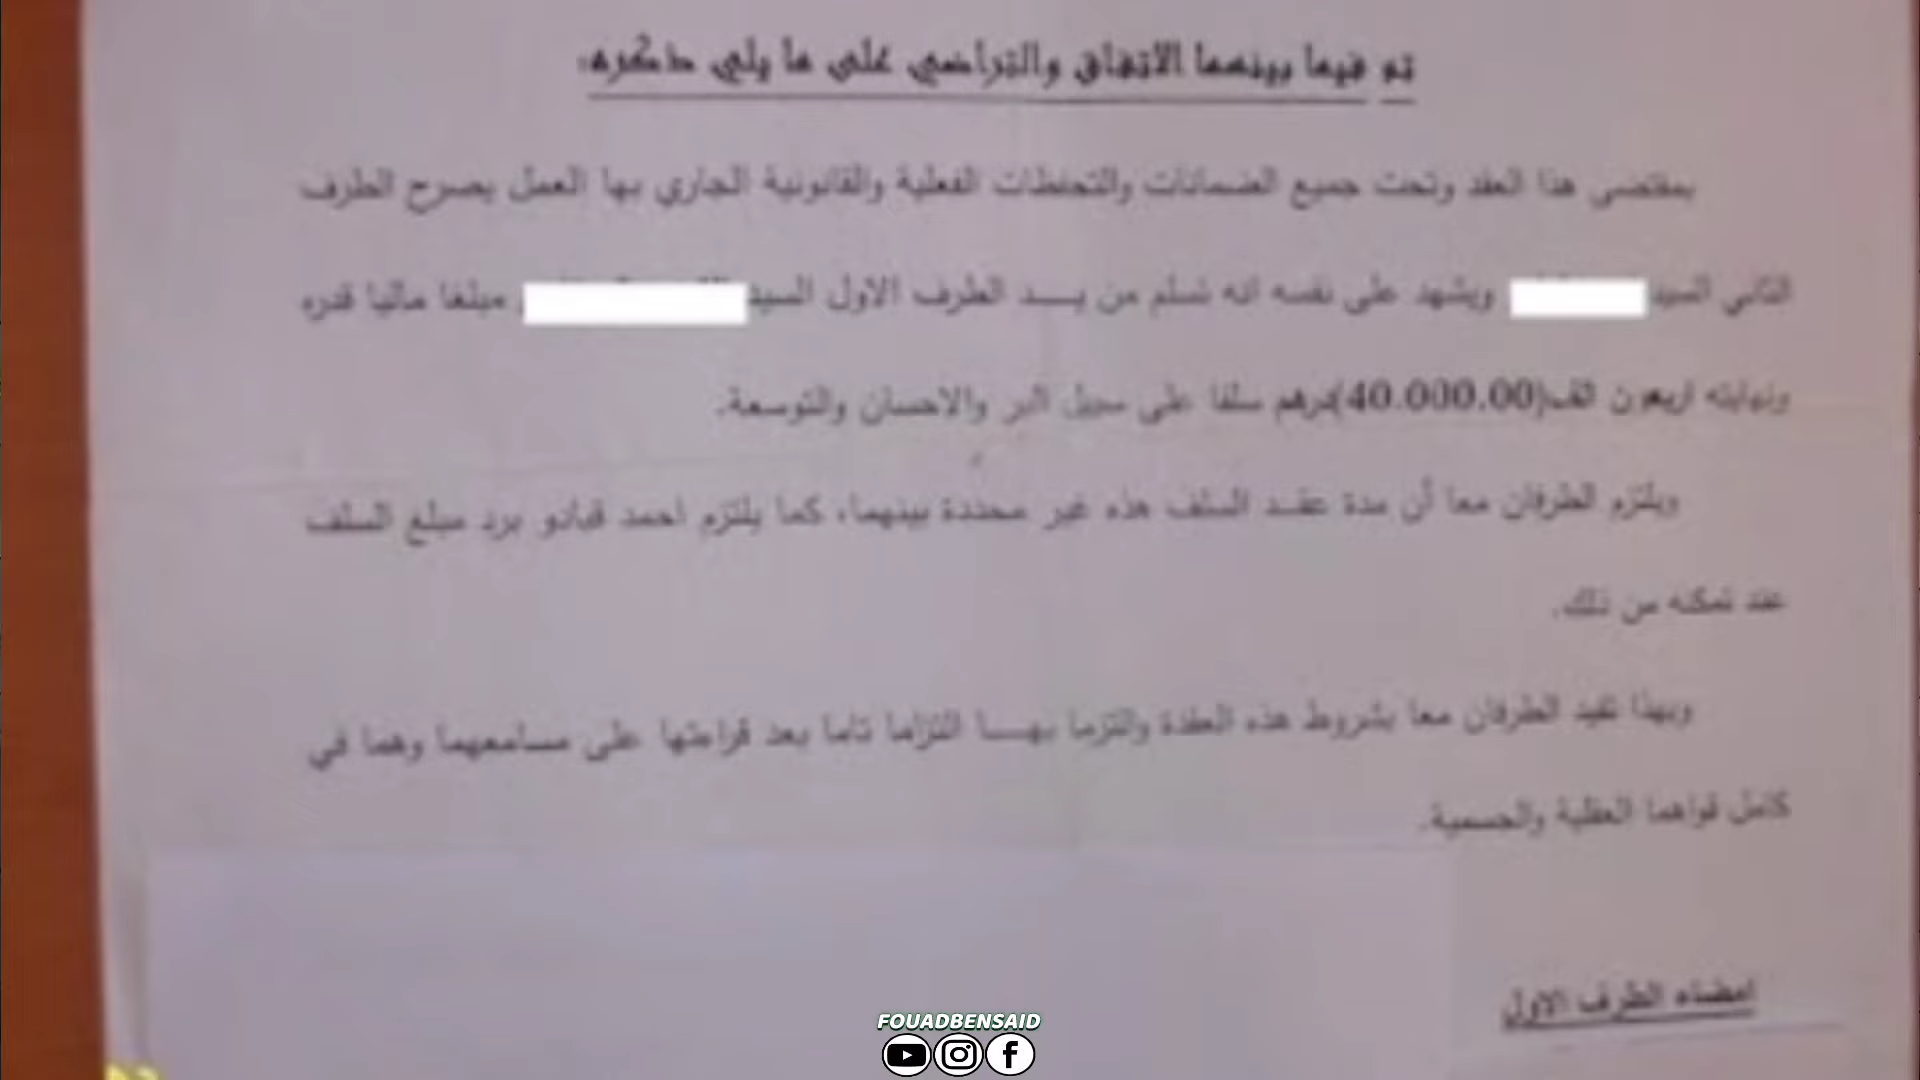 تم فيما بينهما الاتفاق والتراضي على ما يلي ذكره:
بمقتضى هذا العقد وتحت جميع الضمانات والتحفظات الفعلية والقانونية الجاري بها العمل يصرح الطرف
الثاني السيد ويشهد على نفسه انه تسلم من يـــد الطرف الاول السيد مبلغا ماليا قدره
ونهايته اربعون الف(40.000.00)درهم سلفا على سبيل البر والاحسان والتوسعة.
ويلتزم الطرفان معا أن مدة عقـد السلف هذه غير محددة بينهما، كما يلتزم احمد قبادو برد مبلغ السلف
عند تمكنه من ذلك.
وبهذا تقيد الطرفان معا بشروط هذه العقدة والتزما بهـــا التزاما تاما بعد قراءتها على مسامعهما وهما في
كامل قواهما العقلية والجسمية.
امضاء الطرف الاول
FOUADBENSAID